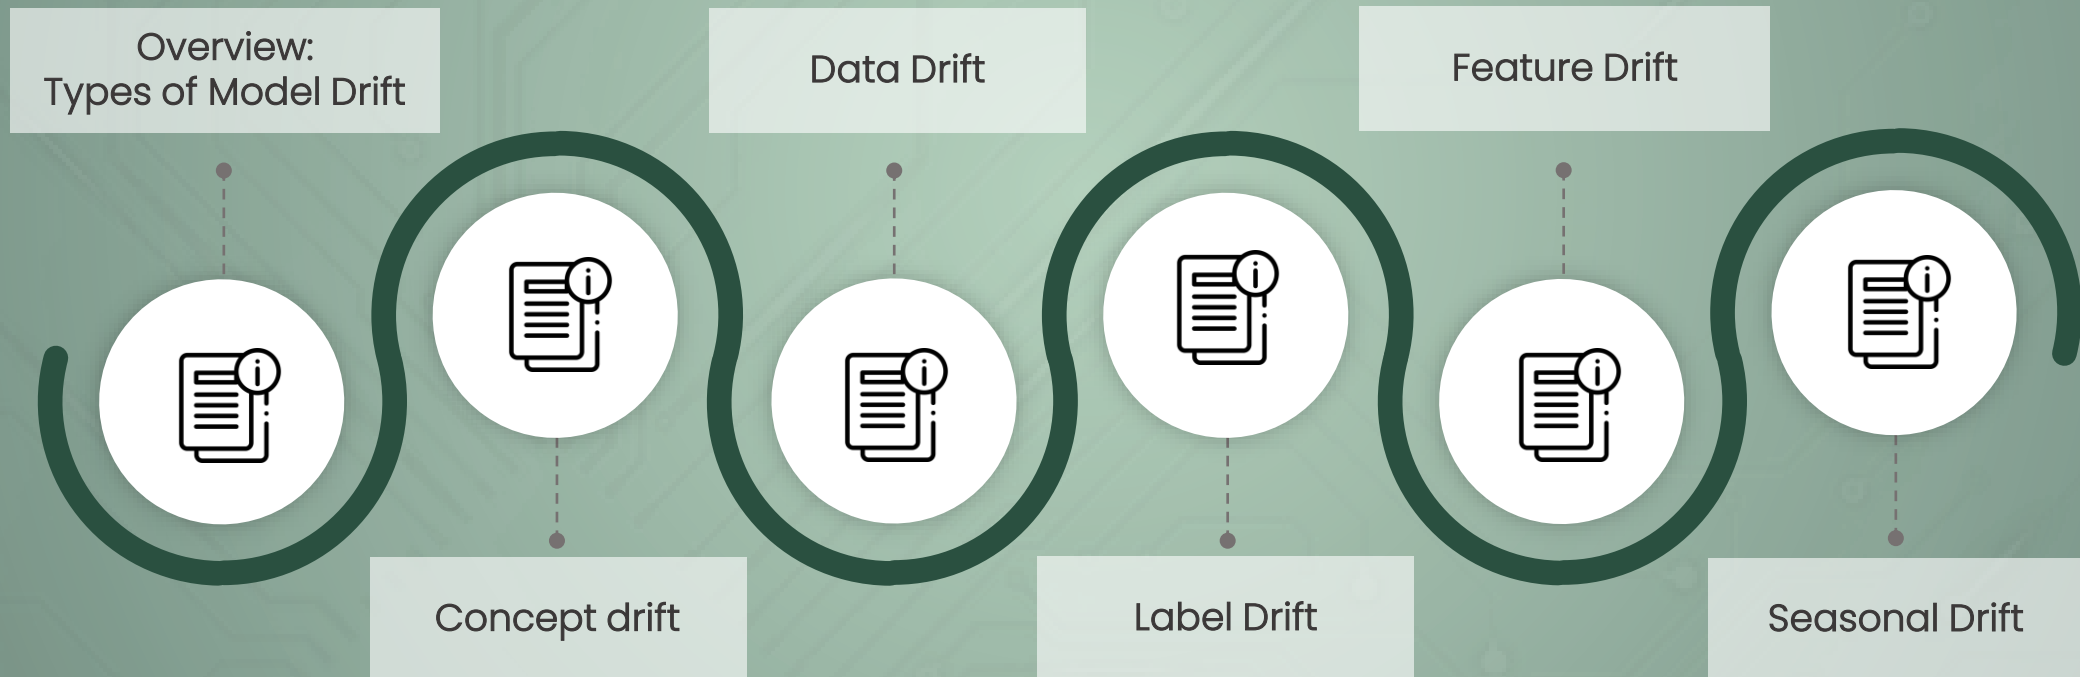 Overview:
Types of Model Drift
Concept drift
Data Drift
Label Drift
Feature Drift
Seasonal Drift